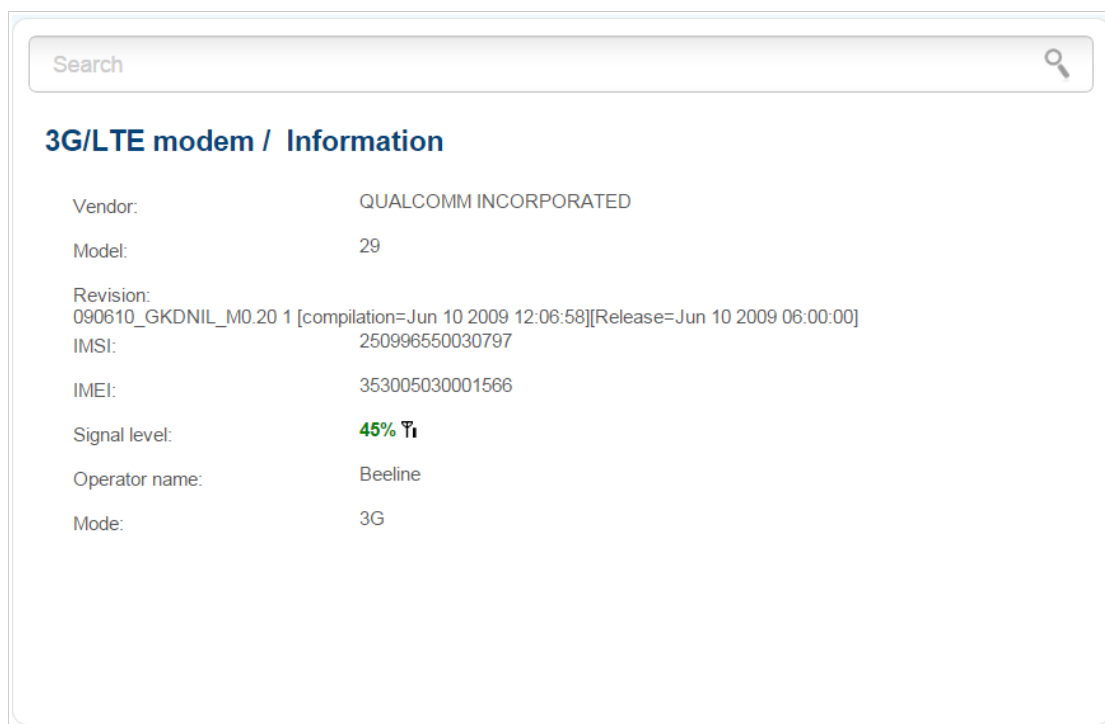 Search
3G/LTE modem / Information
Vendor: QUALCOMM INCORPORATED
Model: 29
Revision:
090610_GKDNIL_M0.20 1 [compilation=Jun 10 2009 12:06:58][Release=Jun 10 2009 06:00:00]
IMSI: 250996550030797
IMEI: 353005030001566
Signal level: 45%
Operator name: Beeline
Mode: 3G